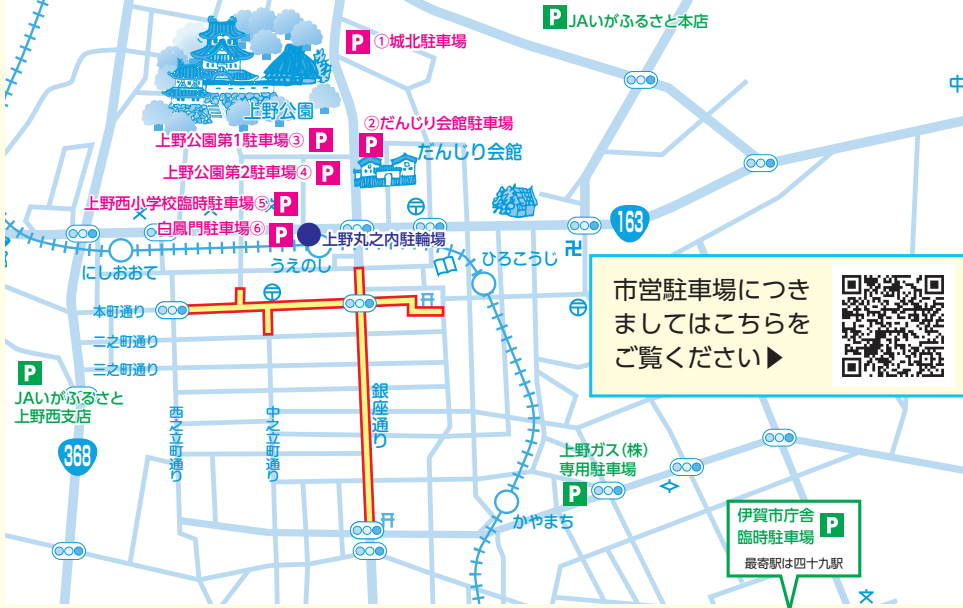 P JAいがふるさと本店
P ①城北駐車場
中
上野公園
②だんじり会館駐車場
P
上野公園第1駐車場③ P
だんじり会館
上野公園第2駐車場④ P
上野西小学校臨時駐車場⑤ P
白鳳門駐車場⑥ P
上野丸之内駐輪場
163
にしおおて
うえのし
ひろこうじ
市営駐車場につき
ましてはこちらを
ご覧ください▶
本町通り
二之町通り
三之町通り
P
JAいがふるさと
上野西支店
368
西之立町通り
中之立町通り
銀座通り
上野ガス(株)
専用駐車場
P
かやまち
伊賀市庁舎
臨時駐車場 P
最寄駅は四十九駅